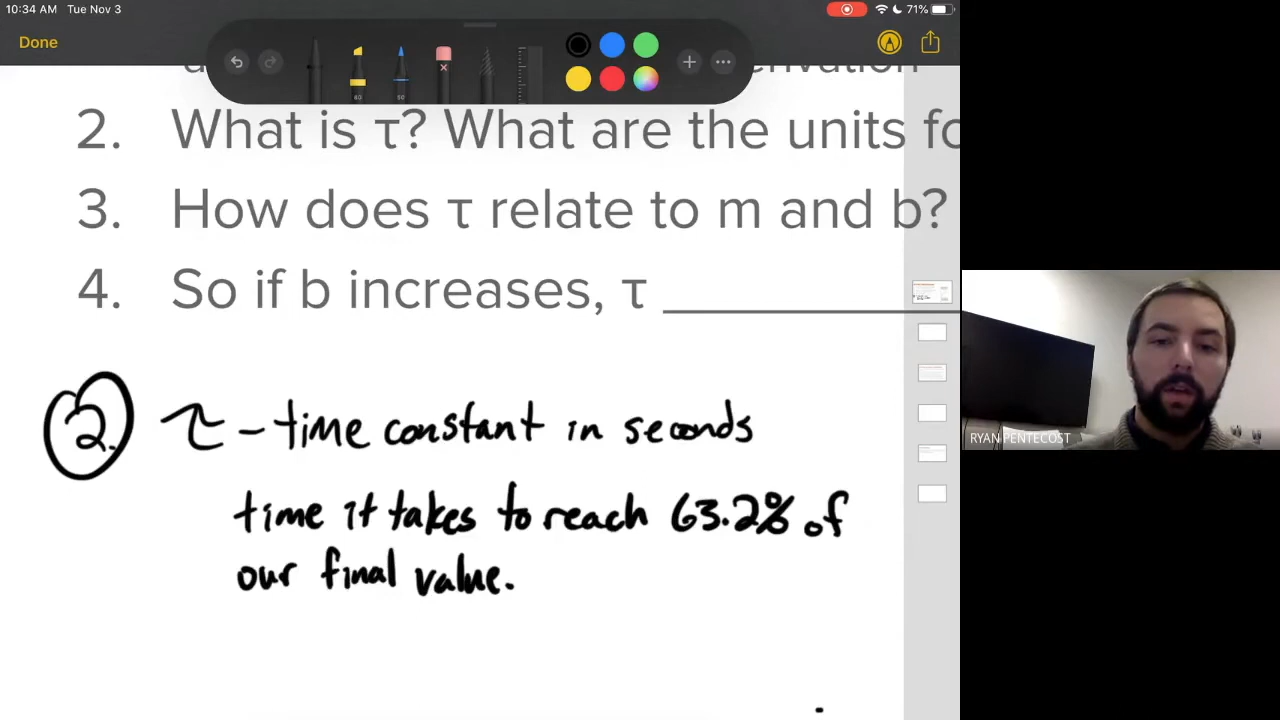 10:34 AM Tue Nov 3
71%
Done
erivation
2. What is τ? What are the units fo
3. How does τ relate to m and b?
4. So if b increases, τ ____________
2. τ - time constant in seconds
time it takes to reach 63.2% of
our final value.
RYAN PENTECOST